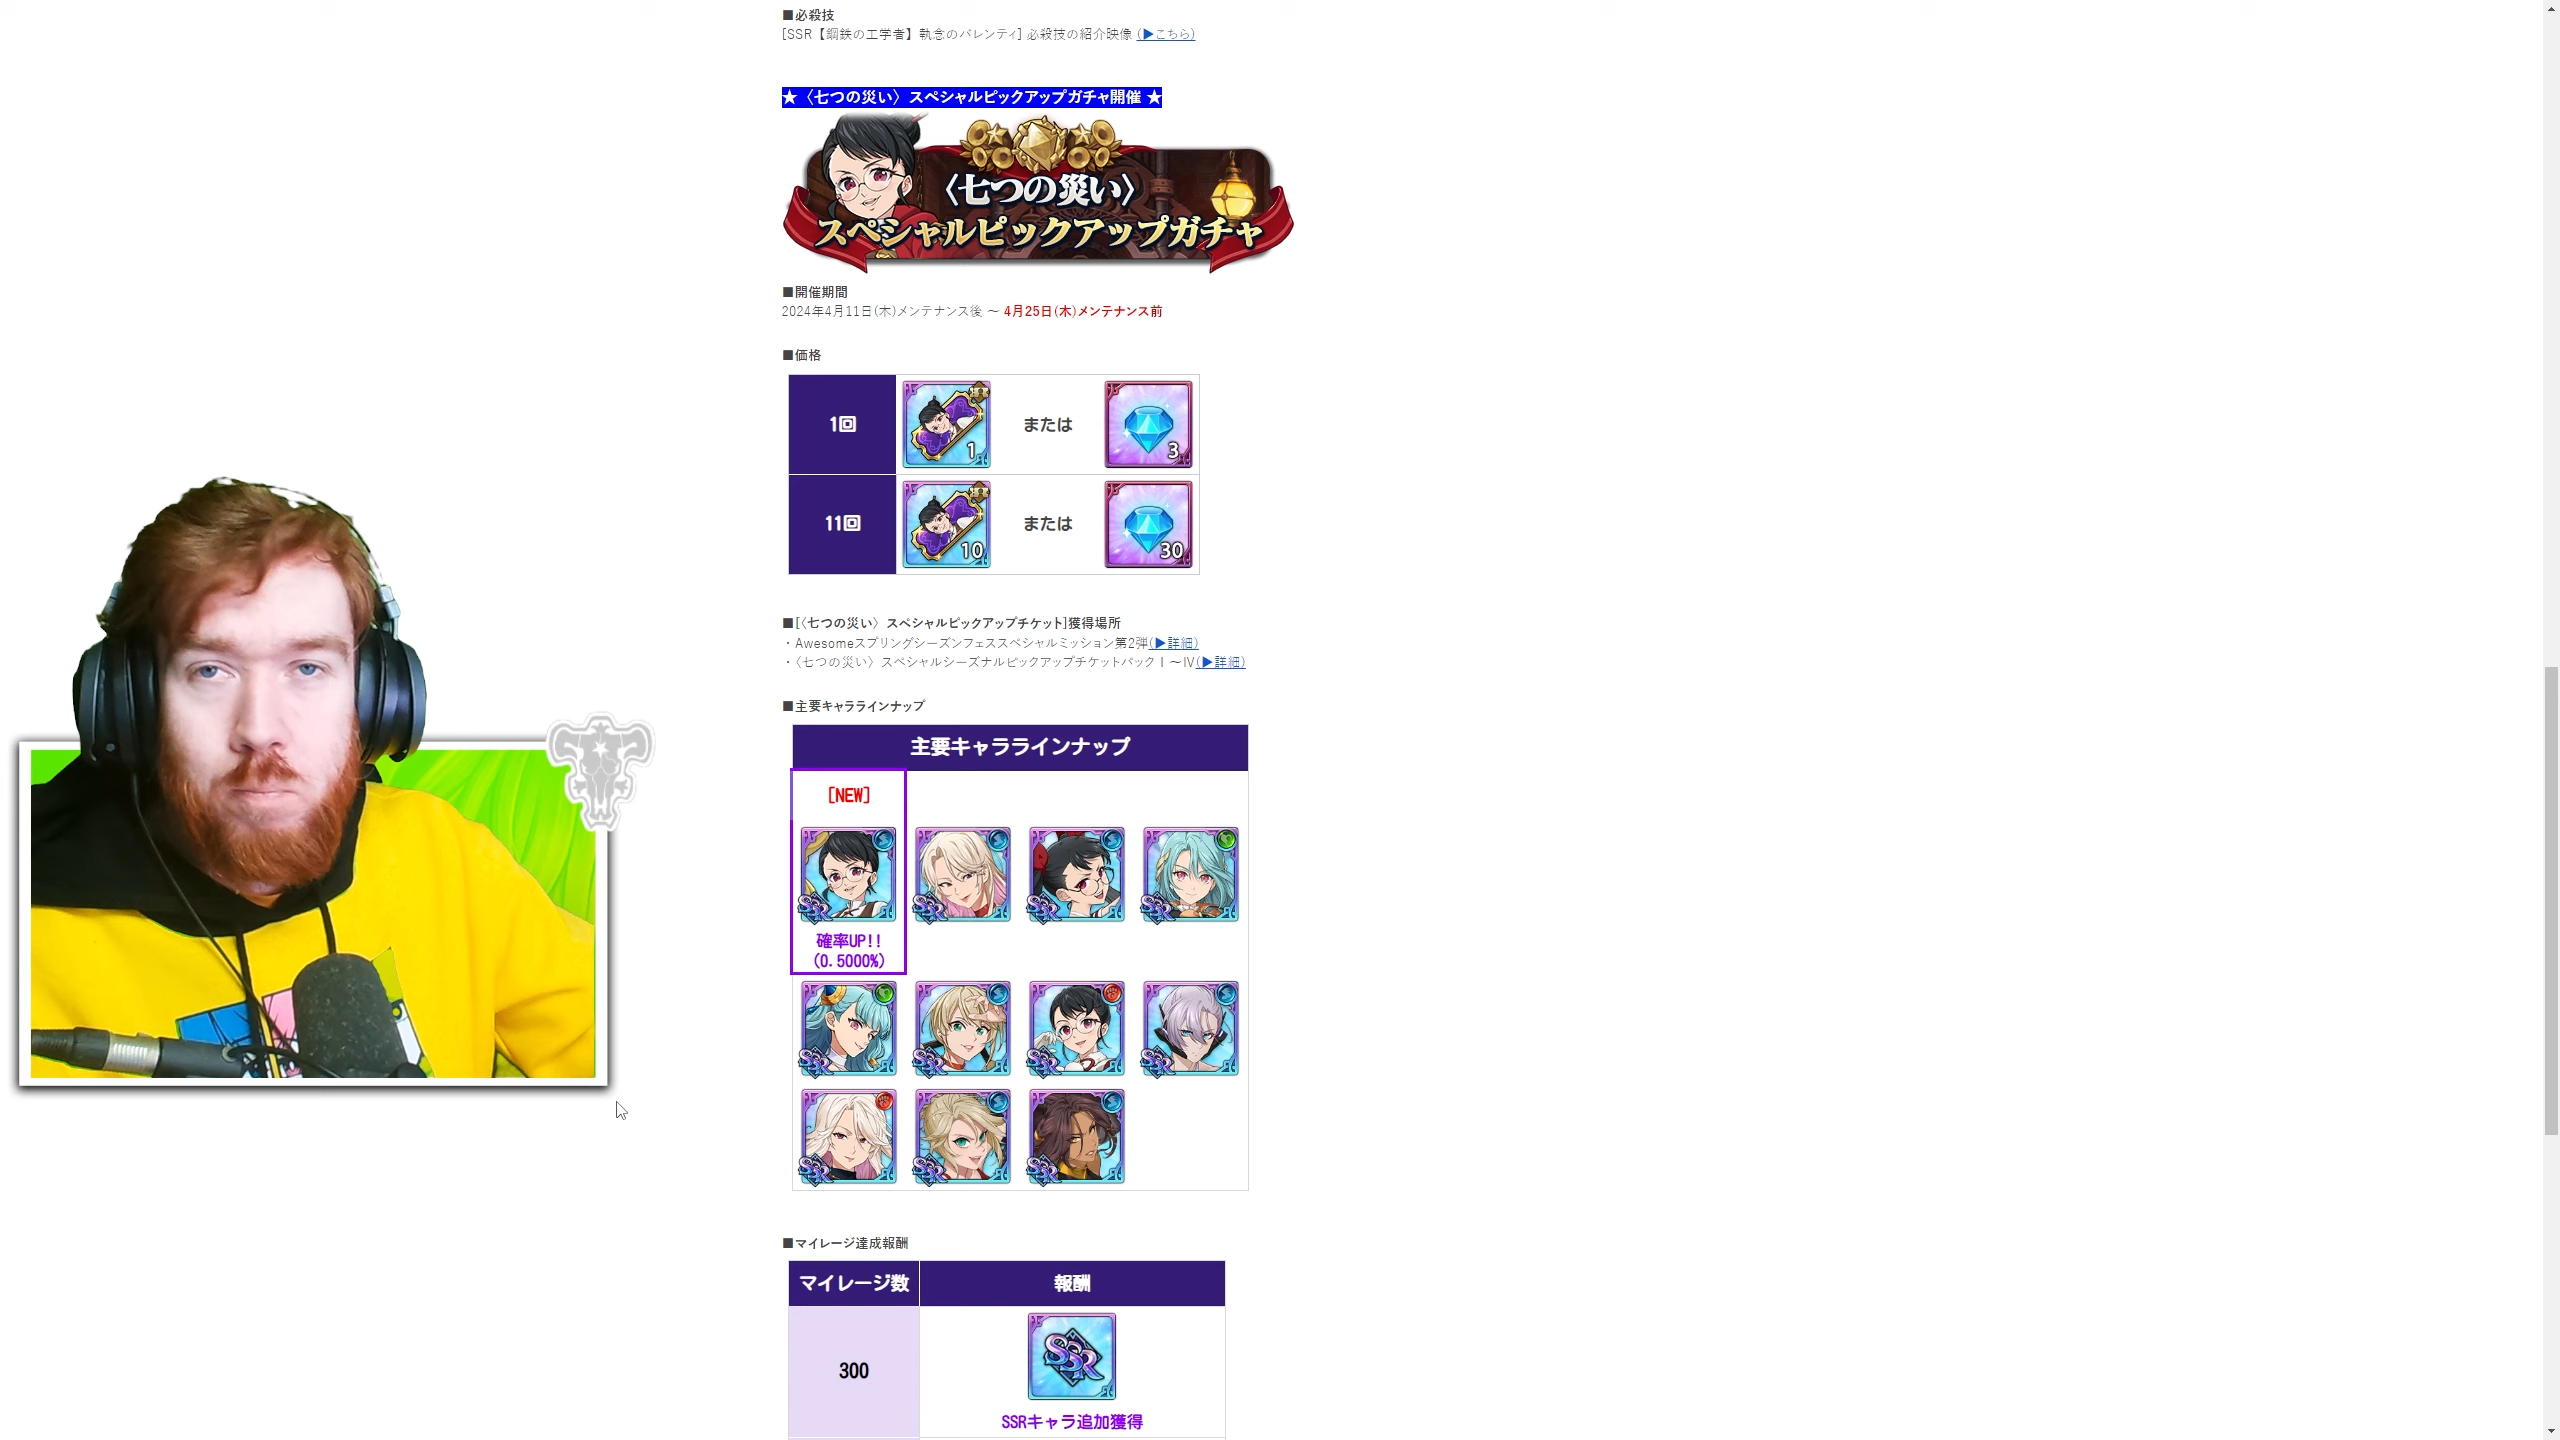 ■必殺技
[SSR【鋼鉄の工学者】執念のバレンティ] 必殺技の紹介映像 (▶こちら)
★〈七つの災い〉スペシャルピックアップガチャ開催 ★
〈七つの災い〉
スペシャルピックアップガチャ
■開催期間
2024年4月11日(木)メンテナンス後 ～ 4月25日(木)メンテナンス前
■価格
1回 1 または 3
11回 10 または 30
■[〈七つの災い〉スペシャルピックアップチケット]獲得場所
・Awesomeスプリングシーズンフェススペシャルミッション第2弾(▶詳細)
・〈七つの災い〉スペシャルシーズナルピックアップチケットパックⅠ～Ⅳ(▶詳細)
■主要キャララインナップ
主要キャララインナップ
[NEW]
SSR SSR SSR SSR
確率UP!!
(0.5000%)
SSR SSR SSR SSR
SSR SSR SSR
■マイレージ達成報酬
マイレージ数 報酬
SSR
300
SSRキャラ追加獲得